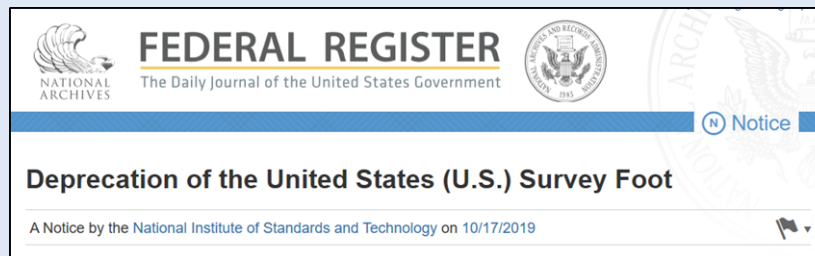 FEDERAL REGISTER
The Daily Journal of the United States Government
NATIONAL
ARCHIVES
1985
N Notice
Deprecation of the United States (U.S.) Survey Foot
A Notice by the National Institute of Standards and Technology on 10/17/2019